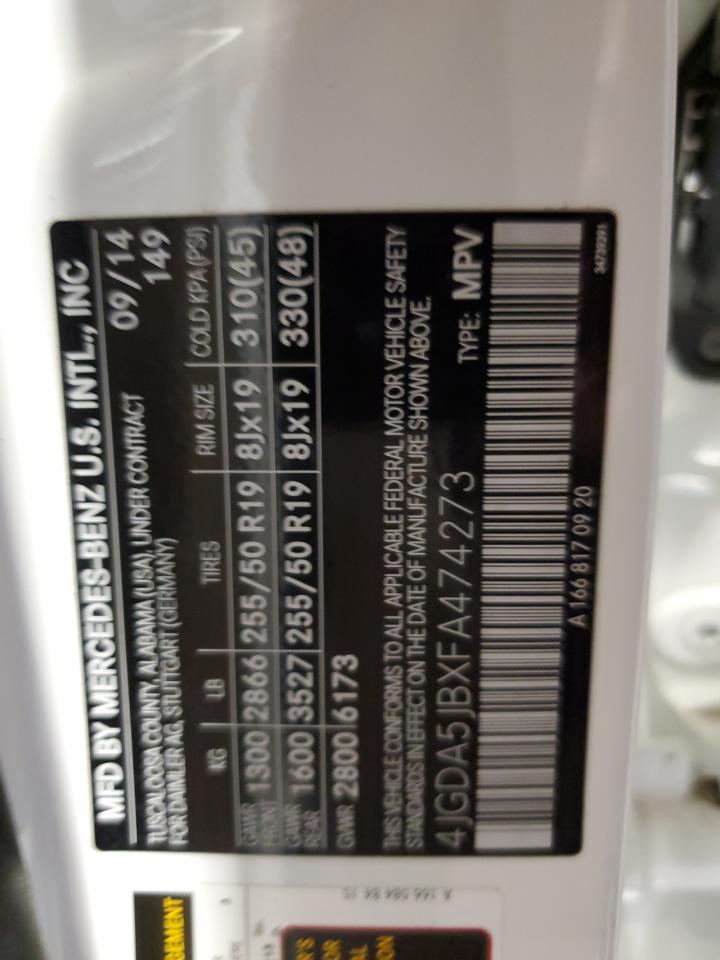 MFD BY MERCEDES-BENZ U.S. INTL., INC
TUSCALOOSA COUNTY, ALABAMA (USA), UNDER CONTRACT 09/14
FOR DAIMLER AG, STUTTGART (GERMANY) 149
KG LB TIRES RIM SIZE COLD KPA (PSI)
GAWR FRONT 1300 2866 255/50 R19 8Jx19 310(45)
GAWR REAR 1600 3527 255/50 R19 8Jx19 330(48)
GVWR 2800 6173
THIS VEHICLE CONFORMS TO ALL APPLICABLE FEDERAL MOTOR VEHICLE SAFETY
STANDARDS IN EFFECT ON THE DATE OF MANUFACTURE SHOWN ABOVE.
4JGDA5JBXFA474273 TYPE: MPV
A 166 817 09 20 34739391
GEMENT